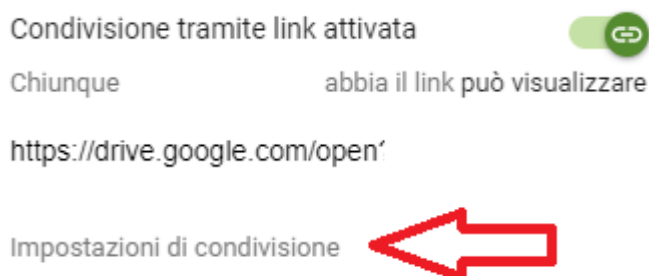 Condivisione tramite link attivata
Chiunque abbia il link può visualizzare
https://drive.google.com/open?
Impostazioni di condivisione